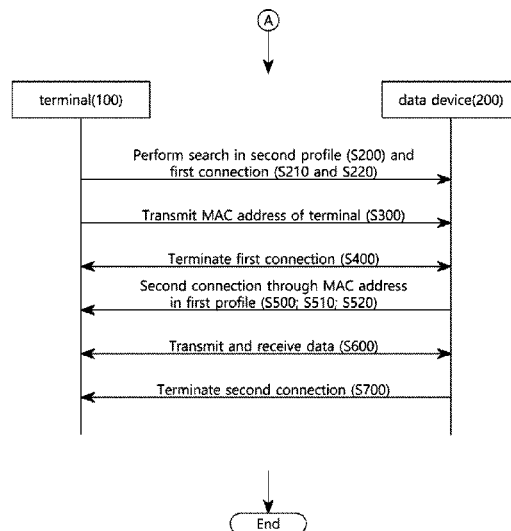 A
terminal(100)
data device(200)
Perform search in second profile (S200) and
first connection (S210 and S220)
Transmit MAC address of terminal (S300)
Terminate first connection (S400)
Second connection through MAC address
in first profile (S500; S510; S520)
Transmit and receive data (S600)
Terminate second connection (S700)
End